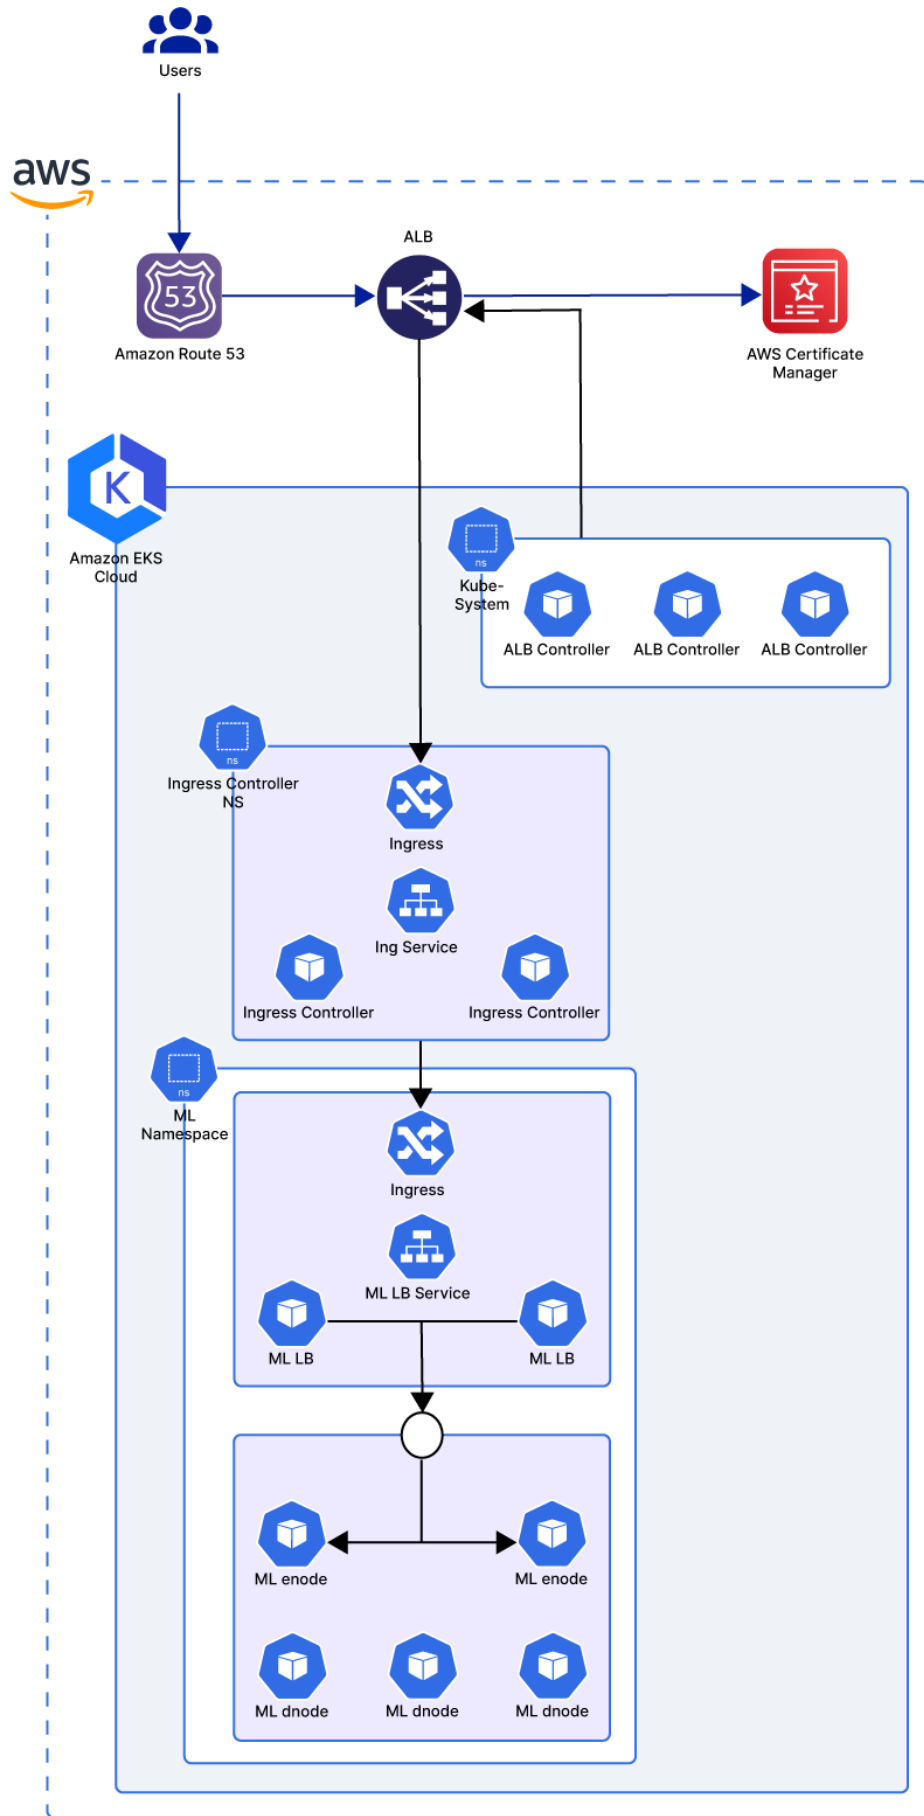 Users
aws
ALB
53
Amazon Route 53
AWS Certificate
Manager
K
Amazon EKS
Cloud
ns
Kube-
System
ALB Controller
ALB Controller
ALB Controller
ns
Ingress Controller
NS
Ingress
Ing Service
Ingress Controller
Ingress Controller
ns
ML
Namespace
Ingress
ML LB Service
ML LB
ML LB
ML enode
ML enode
ML dnode
ML dnode
ML dnode